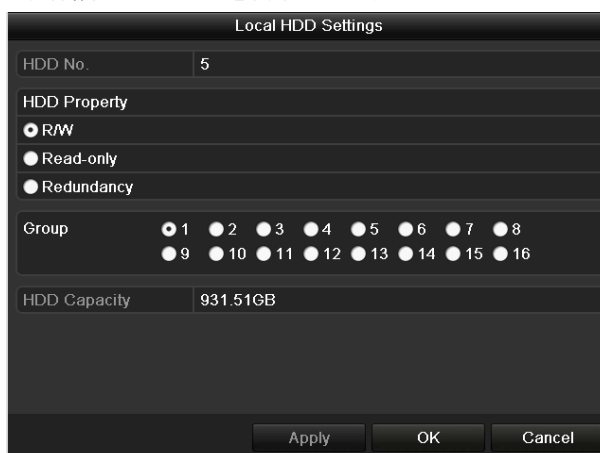 Local HDD Settings
HDD No. 5
HDD Property
R/W
Read-only
Redundancy
Group 1 2 3 4 5 6 7 8
9 10 11 12 13 14 15 16
HDD Capacity 931.51GB
Apply OK Cancel